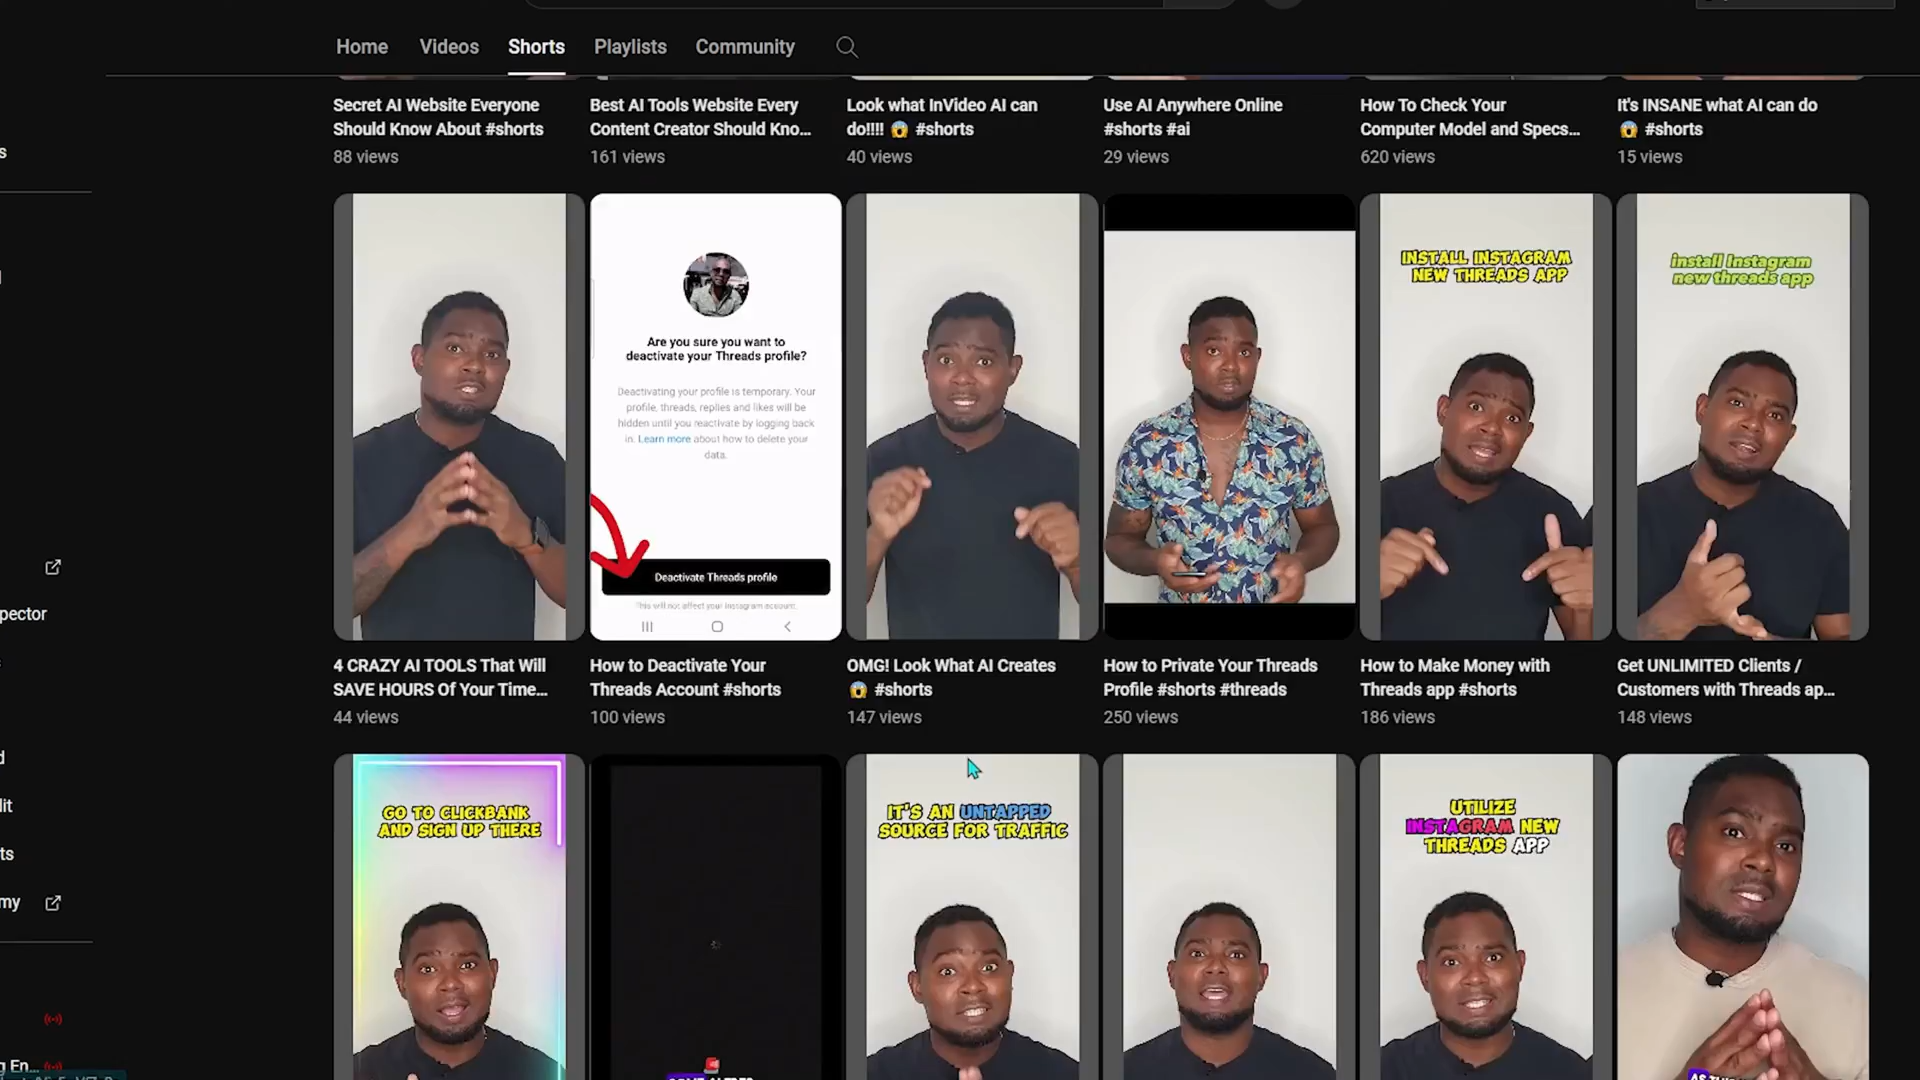 Home Videos Shorts Playlists Community
Secret AI Website Everyone
Should Know About #shorts
88 views
Best AI Tools Website Every
Content Creator Should Kno...
161 views
Look what InVideo AI can
do!!!! 😱 #shorts
40 views
Use AI Anywhere Online
#shorts #ai
29 views
How To Check Your
Computer Model and Specs...
620 views
It's INSANE what AI can do
😱 #shorts
15 views
Are you sure you want to
deactivate your Threads profile?
Deactivating your profile is temporary. Your
profile, threads, replies and likes will be
hidden until you reactivate by logging back
in. Learn more about how to delete your
data.
Deactivate Threads profile
This will not affect your Instagram account.
INSTALL INSTAGRAM
NEW THREADS APP
install Instagram
new threads app
4 CRAZY AI TOOLS That Will
SAVE HOURS Of Your Time...
44 views
How to Deactivate Your
Threads Account #shorts
100 views
OMG! Look What AI Creates
😱 #shorts
147 views
How to Private Your Threads
Profile #shorts #threads
250 views
How to Make Money with
Threads app #shorts
186 views
Get UNLIMITED Clients /
Customers with Threads ap...
148 views
GO TO CLICKBANK
AND SIGN UP THERE
IT'S AN UNTAPPED
SOURCE FOR TRAFFIC
UTILIZE
INSTAGRAM NEW
THREADS APP
s
pector
d
lit
ts
my
g En...